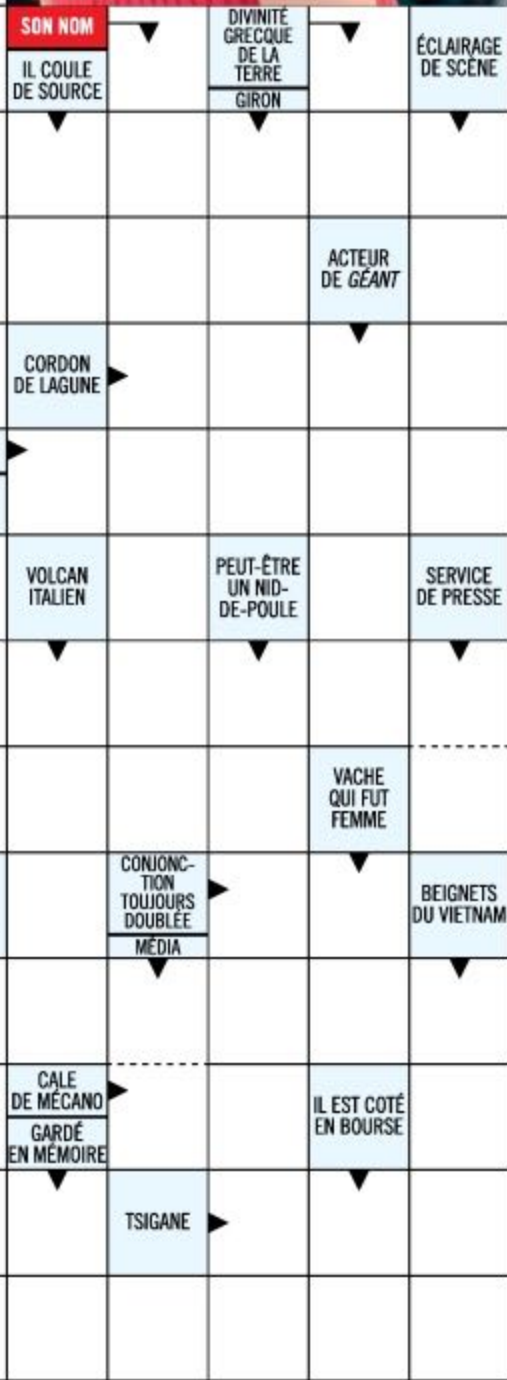 SON NOM
IL COULE
DE SOURCE
DIVINITÉ
GRECQUE
DE LA
TERRE
GIRON
ÉCLAIRAGE
DE SCÈNE
ACTEUR
DE GÉANT
CORDON
DE LAGUNE
VOLCAN
ITALIEN
PEUT-ÊTRE
UN NID-
DE-POULE
SERVICE
DE PRESSE
VACHE
QUI FUT
FEMME
CONJONC-
TION
TOUJOURS
DOUBLÉE
MÉDIA
BEIGNETS
DU VIETNAM
CALE
DE MÉCANO
GARDÉ
EN MÉMOIRE
IL EST COTÉ
EN BOURSE
TSIGANE